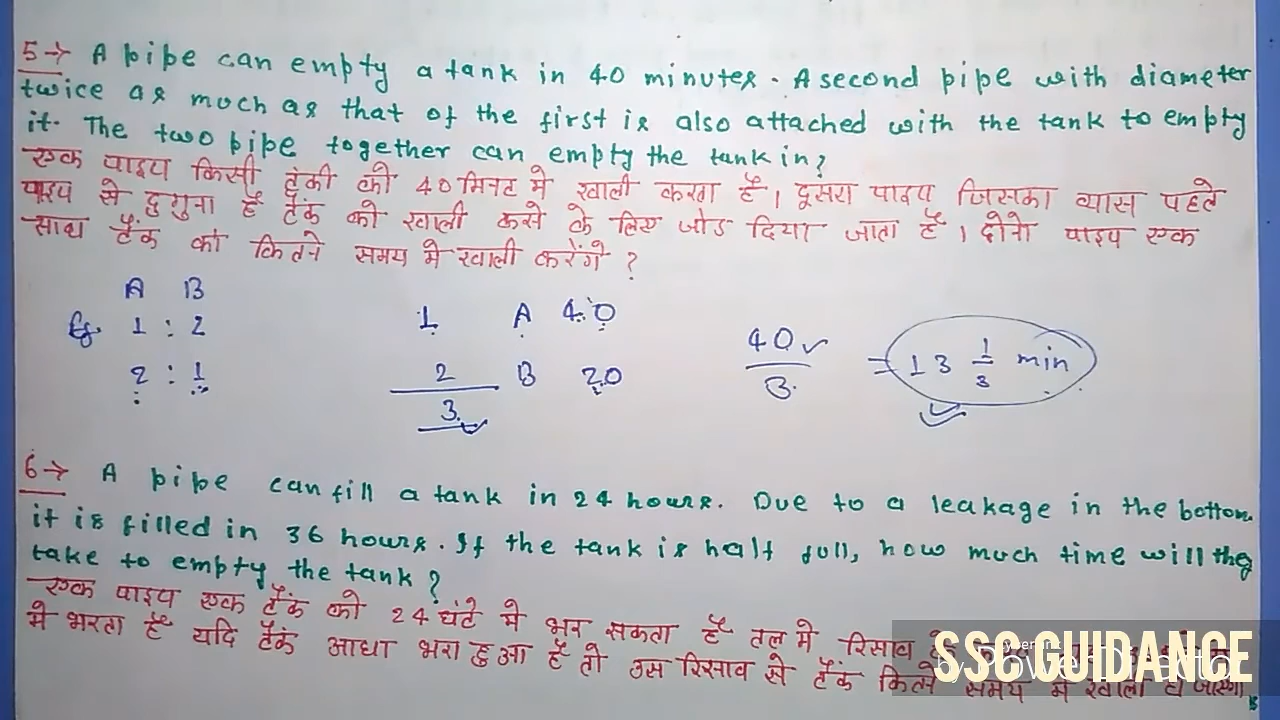 5→ A pipe can empty a tank in 40 minutes. A second pipe with diameter
twice as much as that of the first is also attached with the tank to empty
it. The two pipe together can empty the tank in?
एक पाइप किसी टंकी को 40 मिनट मे खाली करता है। दूसरा पाइप जिसका व्यास पहले
पाइप से दुगुना है टैंक को खाली करने के लिए जोड दिया जाता है। दोनो पाइप एक
साथ टैंक को कितने समय मे खाली करेंगे ?
A B
Ef. 1 : 2
2 : 1
1 A 40
2 B 20
3
40
3
= 13 1/3 min
6→ A pipe can fill a tank in 24 hours. Due to a leakage in the bottom
it is filled in 36 hours. If the tank is half full, how much time will they
take to empty the tank ?
एक पाइप एक टैंक को 24 घंटे मे भर सकता है तल मे रिसाव
मे भरता है यदि टैंक आधा भरा हुआ है तो उस रिसाव से टैंक कितने समय मे खाली हो जाएगा
SSC GUIDANCE
by PowerDirector